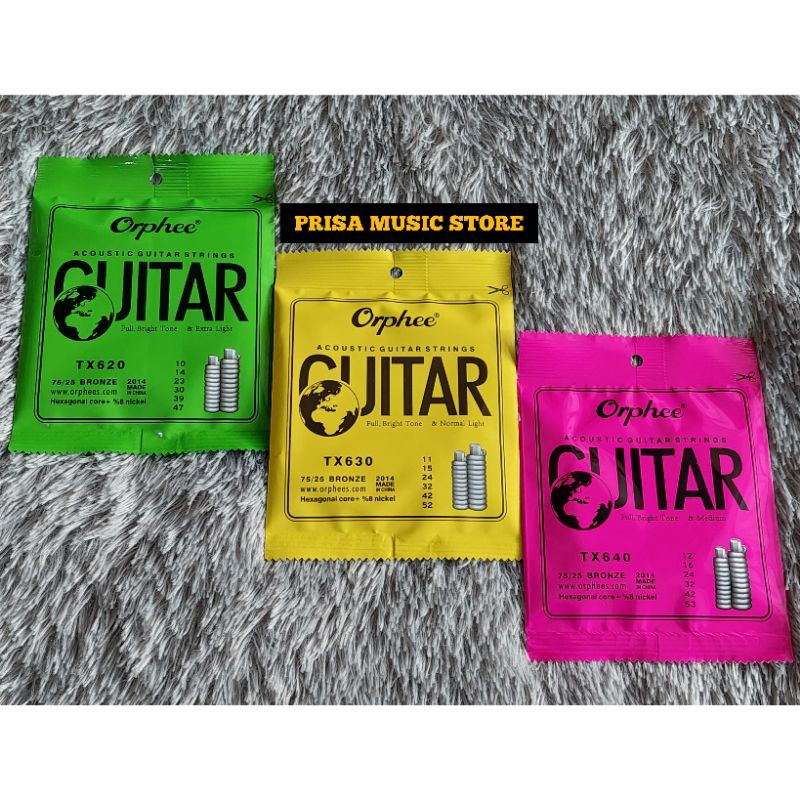 PRISA MUSIC STORE
Orphee®
ACOUSTIC GUITAR STRINGS
GUITAR
Full, Bright Tone & Extra Light
TX620
10
14
23
30
39
47
75/25 BRONZE 2014
www.orphees.com MADE IN CHINA
Hexagonal core+ %8 nickel
Orphee®
ACOUSTIC GUITAR STRINGS
GUITAR
Full, Bright Tone & Normal Light
TX630
11
15
24
32
42
52
75/25 BRONZE 2014
www.orphees.com MADE IN CHINA
Hexagonal core+ %8 nickel
Orphee®
ACOUSTIC GUITAR STRINGS
GUITAR
Full, Bright Tone & Medium
TX640
12
16
24
32
42
53
75/25 BRONZE 2014
www.orphees.com MADE IN CHINA
Hexagonal core+ %8 nickel